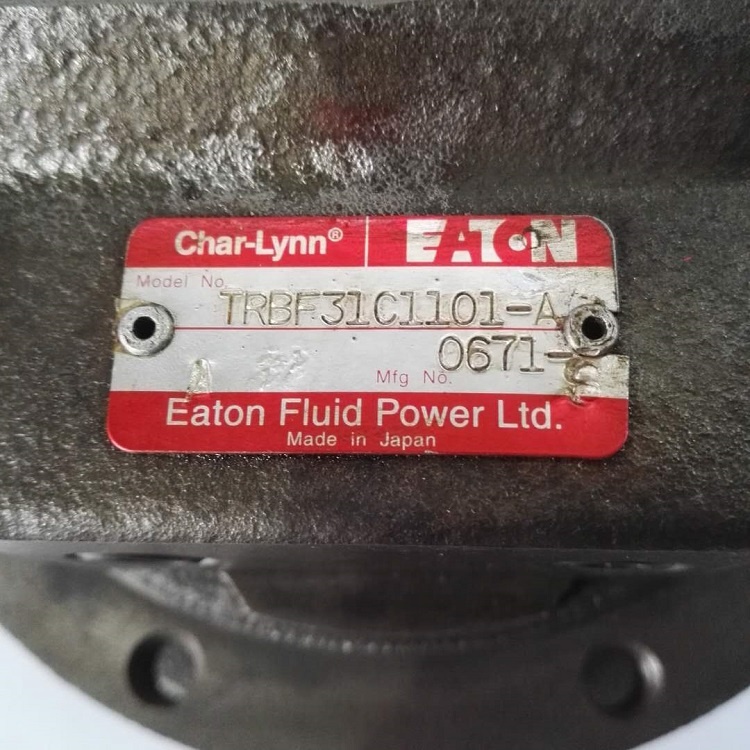 Char-Lynn® EATON
Model No. TRBF31C1101-A
0671-
Mfg No.
Eaton Fluid Power Ltd.
Made in Japan